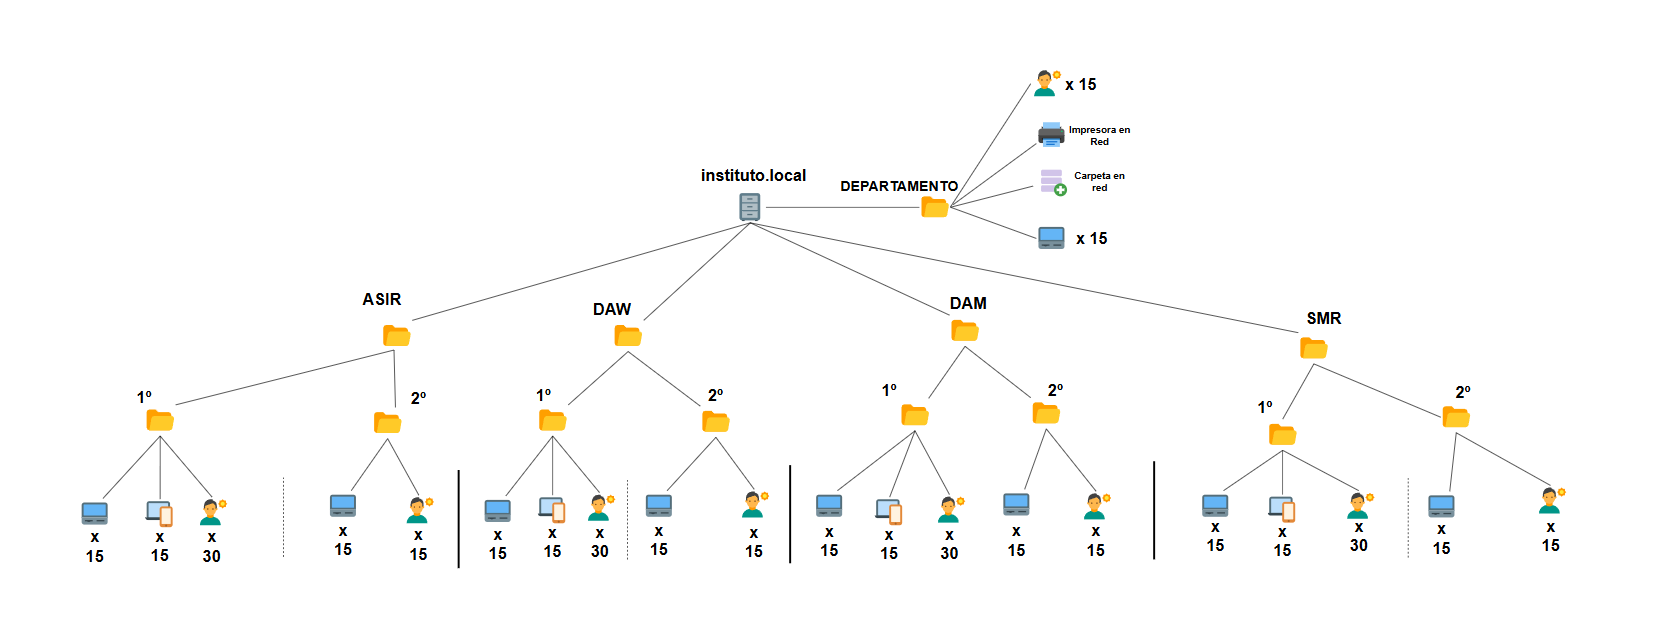 x 15
Impresora en
Red
instituto.local
DEPARTAMENTO
Carpeta en
red
x 15
ASIR
DAW
DAM
SMR
1º
2º
1º
2º
1º
2º
1º
2º
x
15
x
15
x
30
x
15
x
15
x
15
x
15
x
30
x
15
x
15
x
15
x
15
x
30
x
15
x
15
x
15
x
15
x
30
x
15
x
15